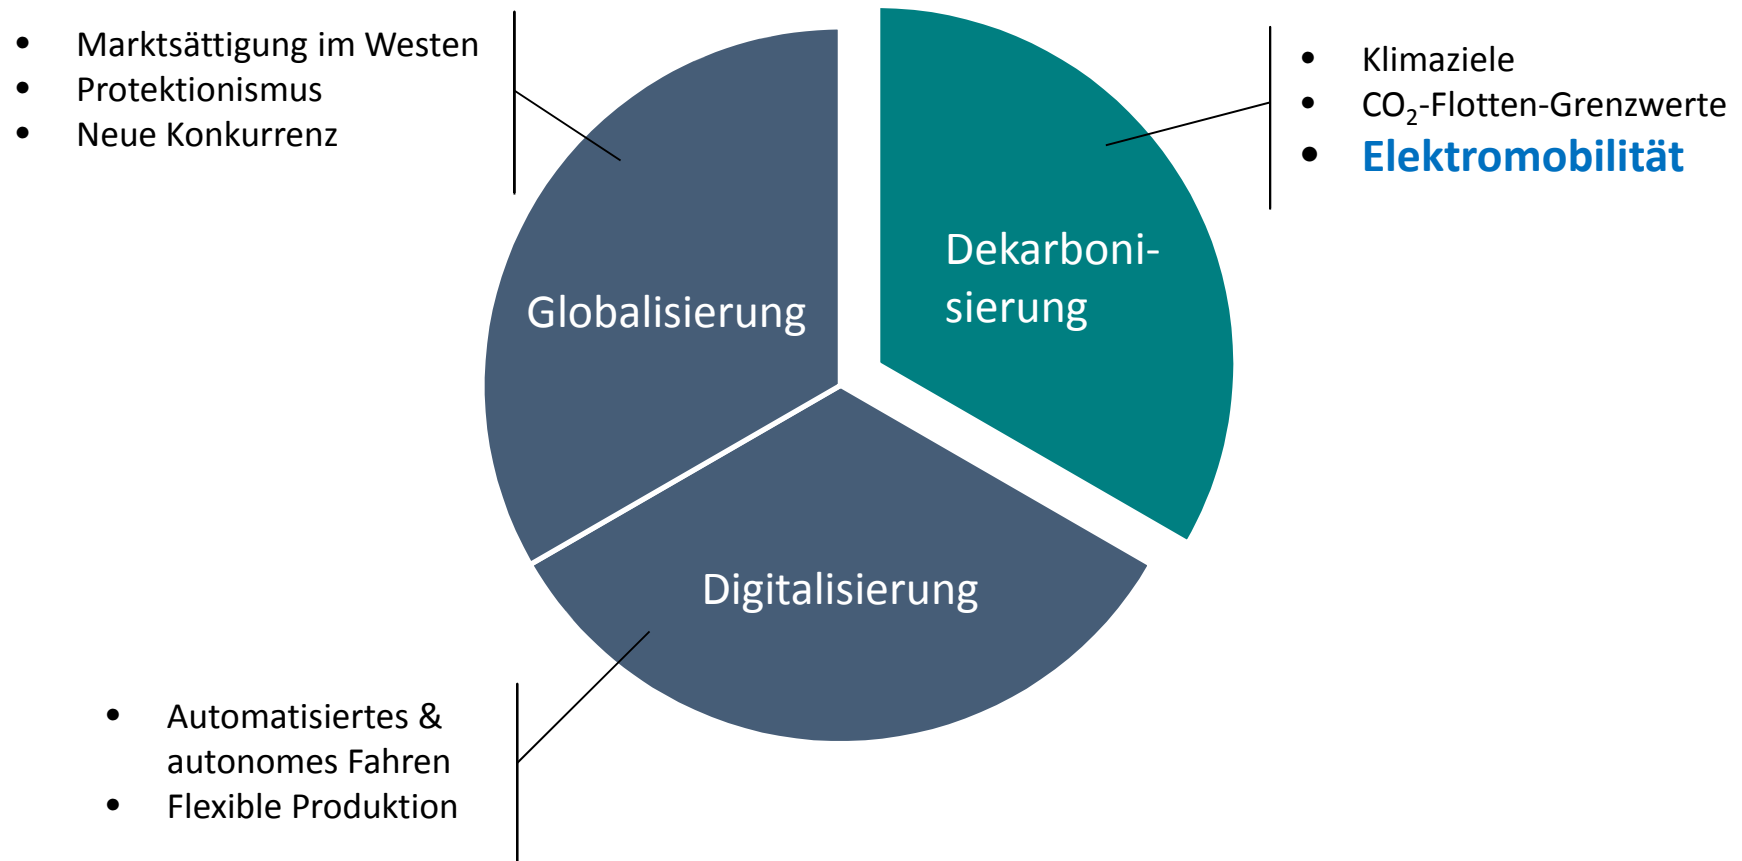 • Marktsättigung im Westen
• Protektionismus
• Neue Konkurrenz
• Klimaziele
• CO₂-Flotten-Grenzwerte
• Elektromobilität
Dekarboni-
sierung
Globalisierung
Digitalisierung
• Automatisiertes &
autonomes Fahren
• Flexible Produktion